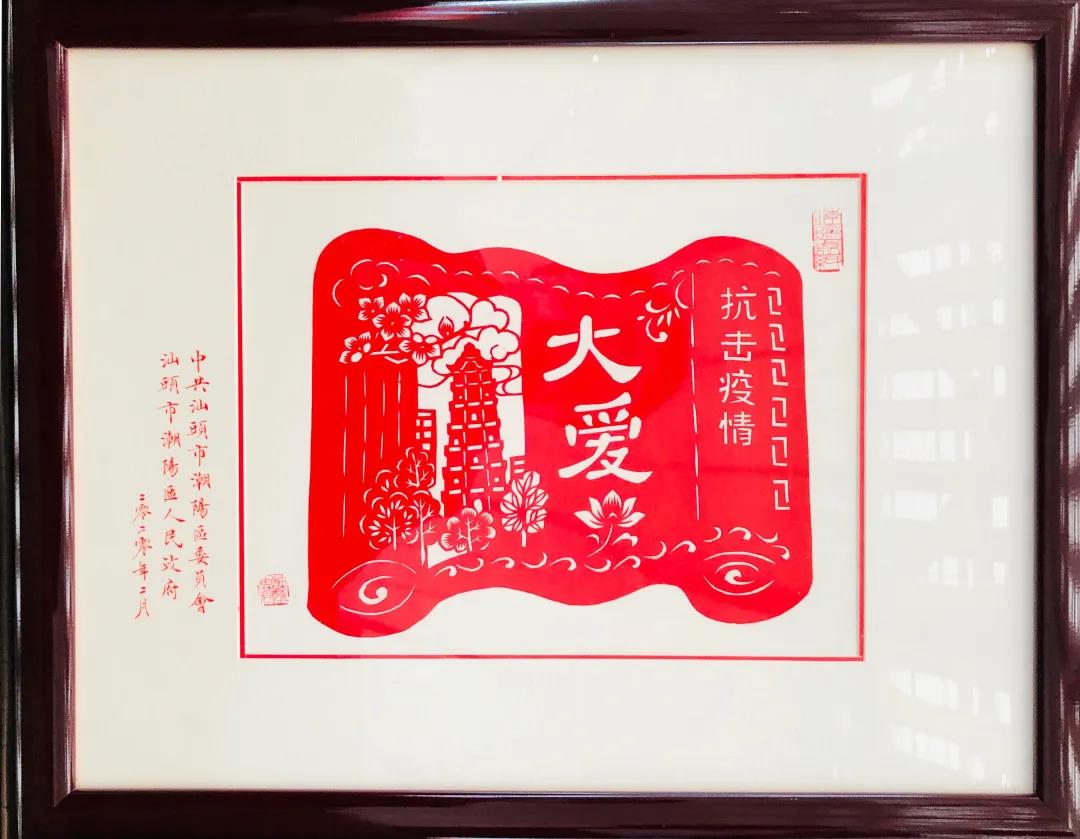 抗击疫情
大爱
中共汕頭市潮陽區委員會
汕頭市潮陽區人民政府
二零二零年二月